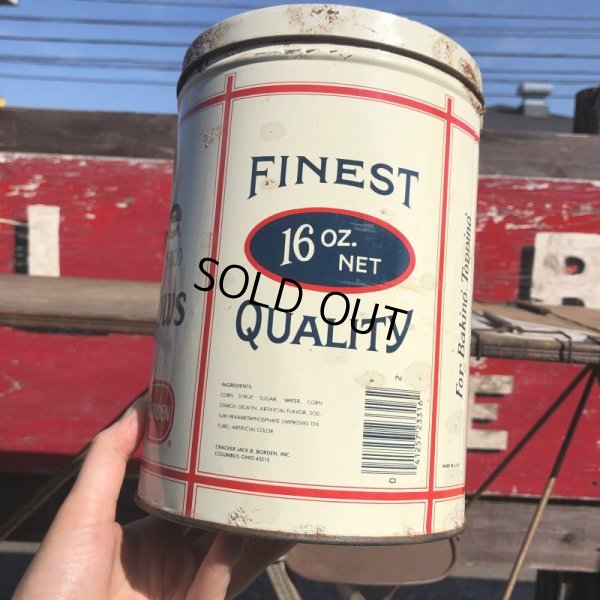 FINEST
16 OZ.
NET
SOLD OUT
QUALITY
INGREDIENTS:
CORN SYRUP, SUGAR, WATER, CORN
STARCH, GELATIN, ARTIFICIAL FLAVOR, SOD-
IUM HEXAMETAPHOSPHATE (IMPROVES TEX-
TURE), ARTIFICIAL COLOR
CRACKER JACK & BORDEN, INC.
COLUMBUS, OHIO 43215
For Baking Topping
BORDEN
MADE IN U.S.A.